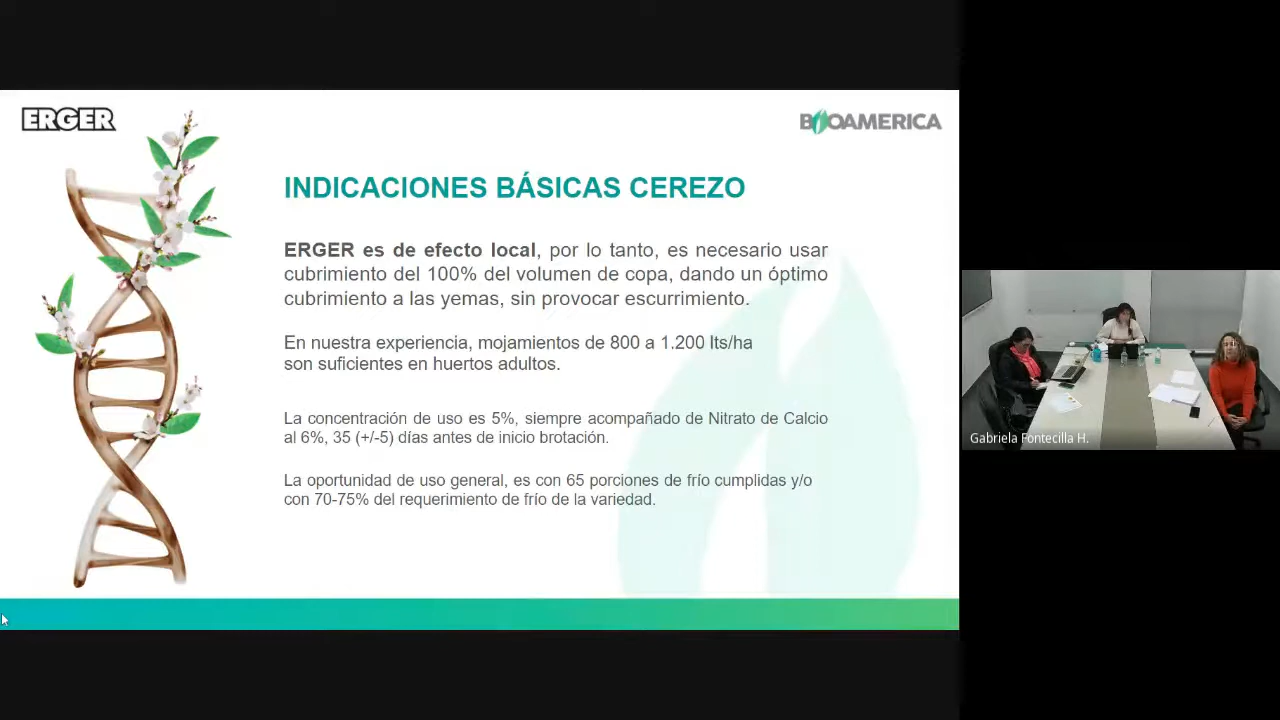 ERGER
BIOAMERICA
INDICACIONES BÁSICAS CEREZO
ERGER es de efecto local, por lo tanto, es necesario usar
cubrimiento del 100% del volumen de copa, dando un óptimo
cubrimiento a las yemas, sin provocar escurrimiento.
En nuestra experiencia, mojamientos de 800 a 1.200 lts/ha
son suficientes en huertos adultos.
La concentración de uso es 5%, siempre acompañado de Nitrato de Calcio
al 6%, 35 (+/-5) días antes de inicio brotación.
La oportunidad de uso general, es con 65 porciones de frío cumplidas y/o
con 70-75% del requerimiento de frío de la variedad.
Gabriela Fontecilla H.